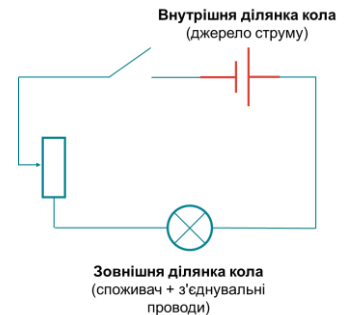 Внутрішня ділянка кола
(джерело струму)
Зовнішня ділянка кола
(споживач + з'єднувальні
проводи)